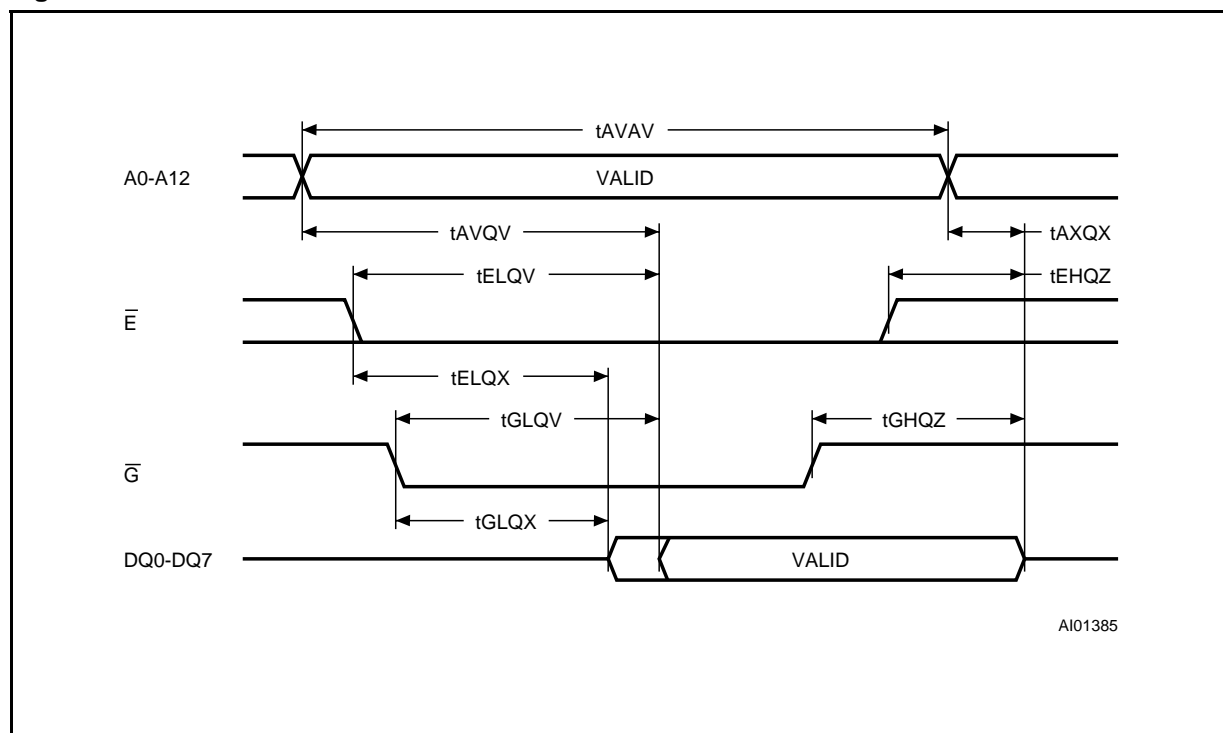 tAVAV
A0-A12
VALID
tAVQV
tAXQX
tELQV
tEHQZ
E̅
tELQX
tGLQV
tGHQZ
G̅
tGLQX
DQ0-DQ7
VALID
AI01385